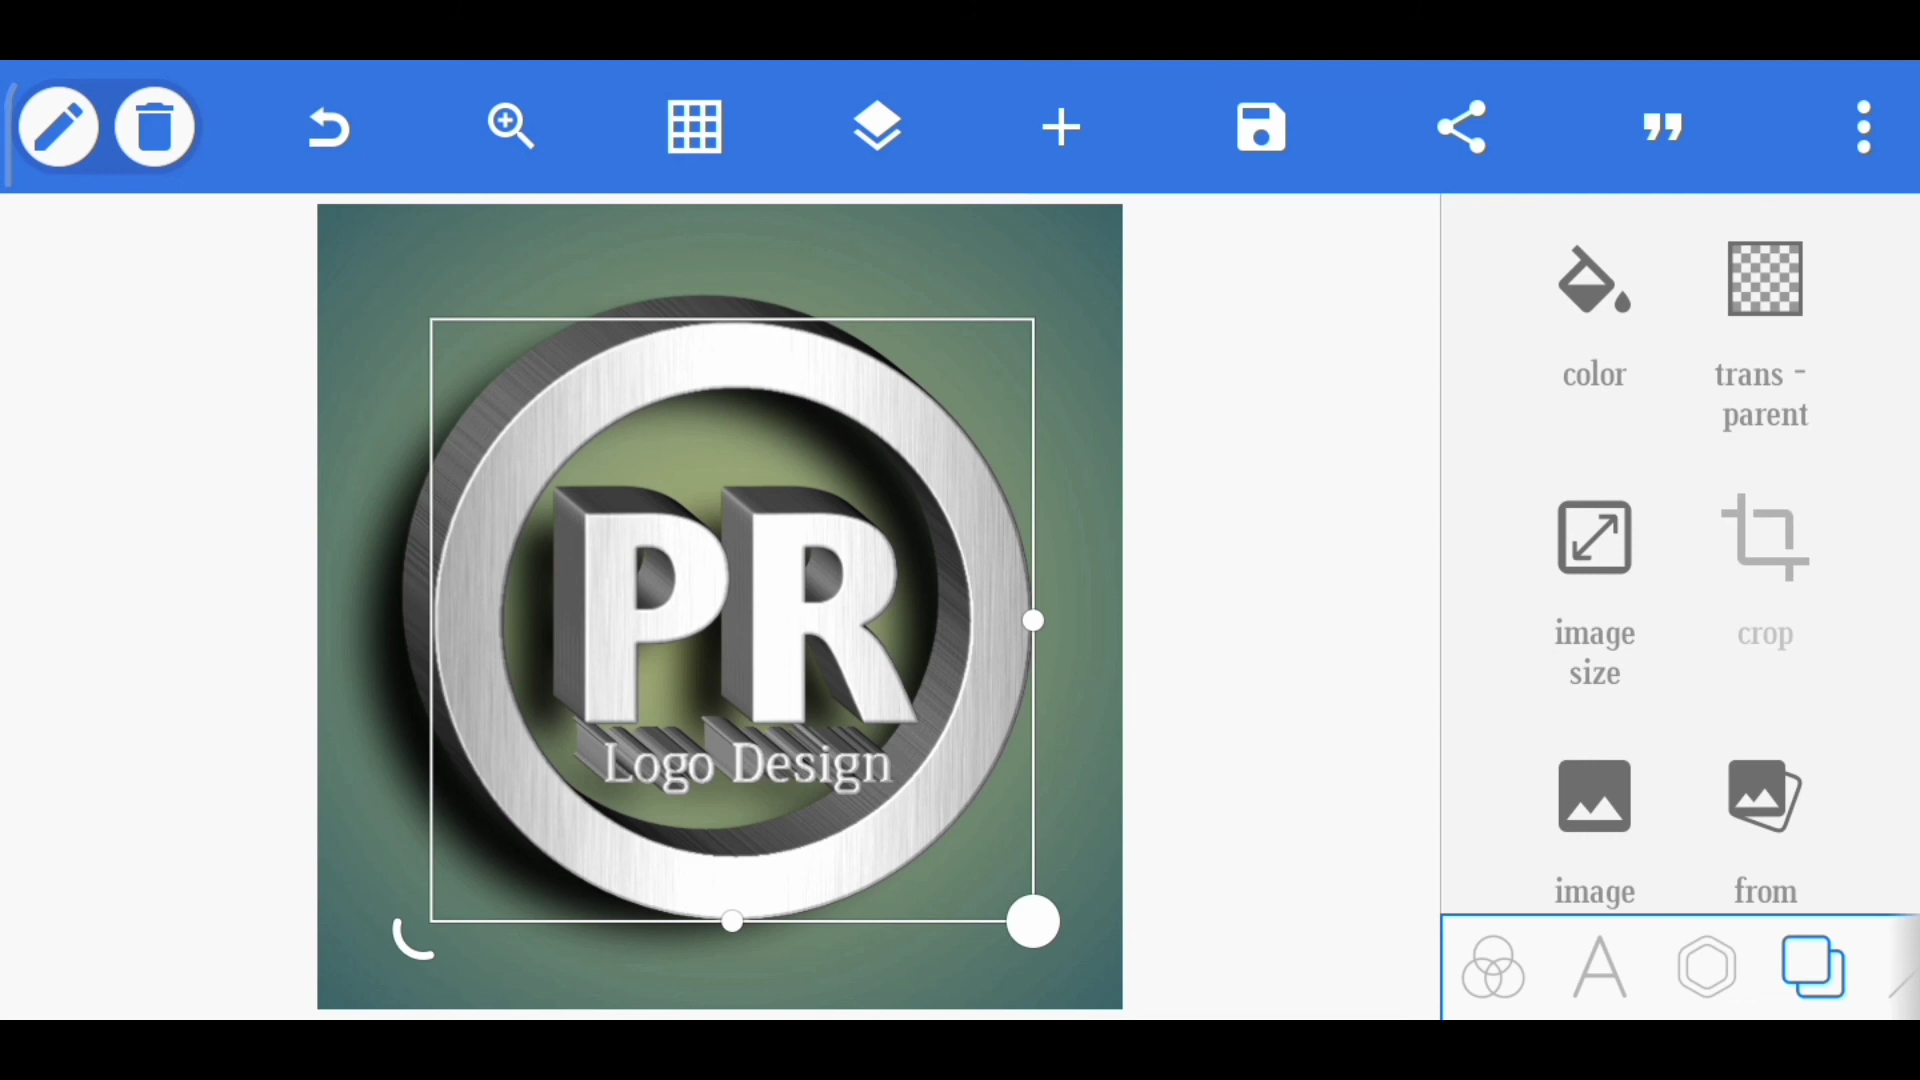 PR
Logo Design
color
trans -
parent
image
size
crop
image
from